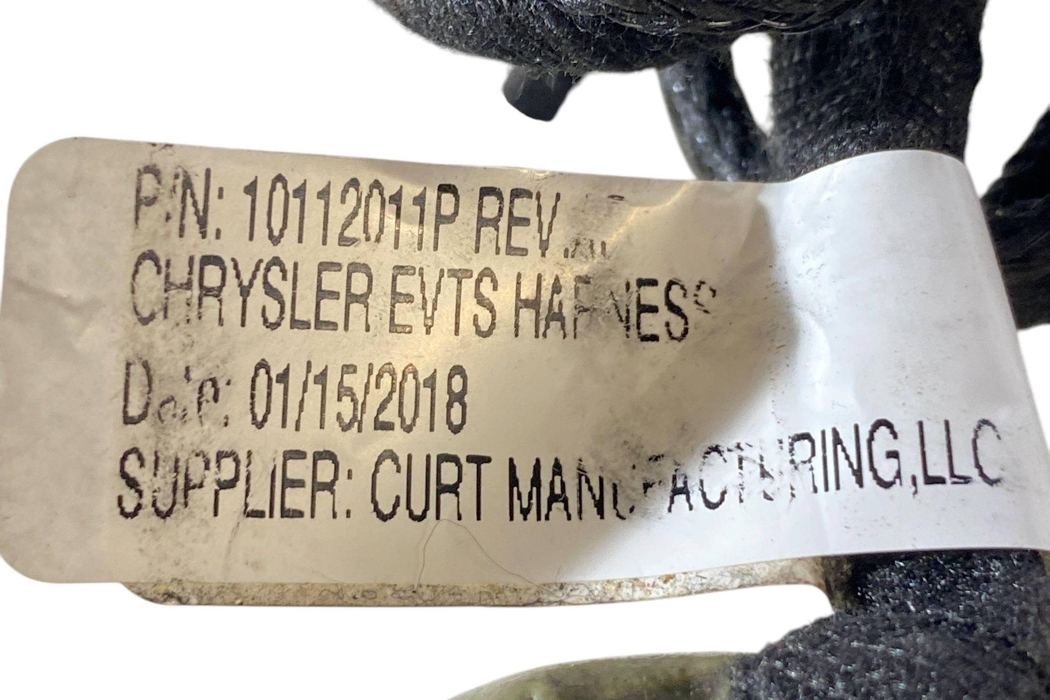 P/N: 10112011P REV.
CHRYSLER EVTS HARNESS
Date: 01/15/2018
SUPPLIER: CURT MANUFACTURING,LLC